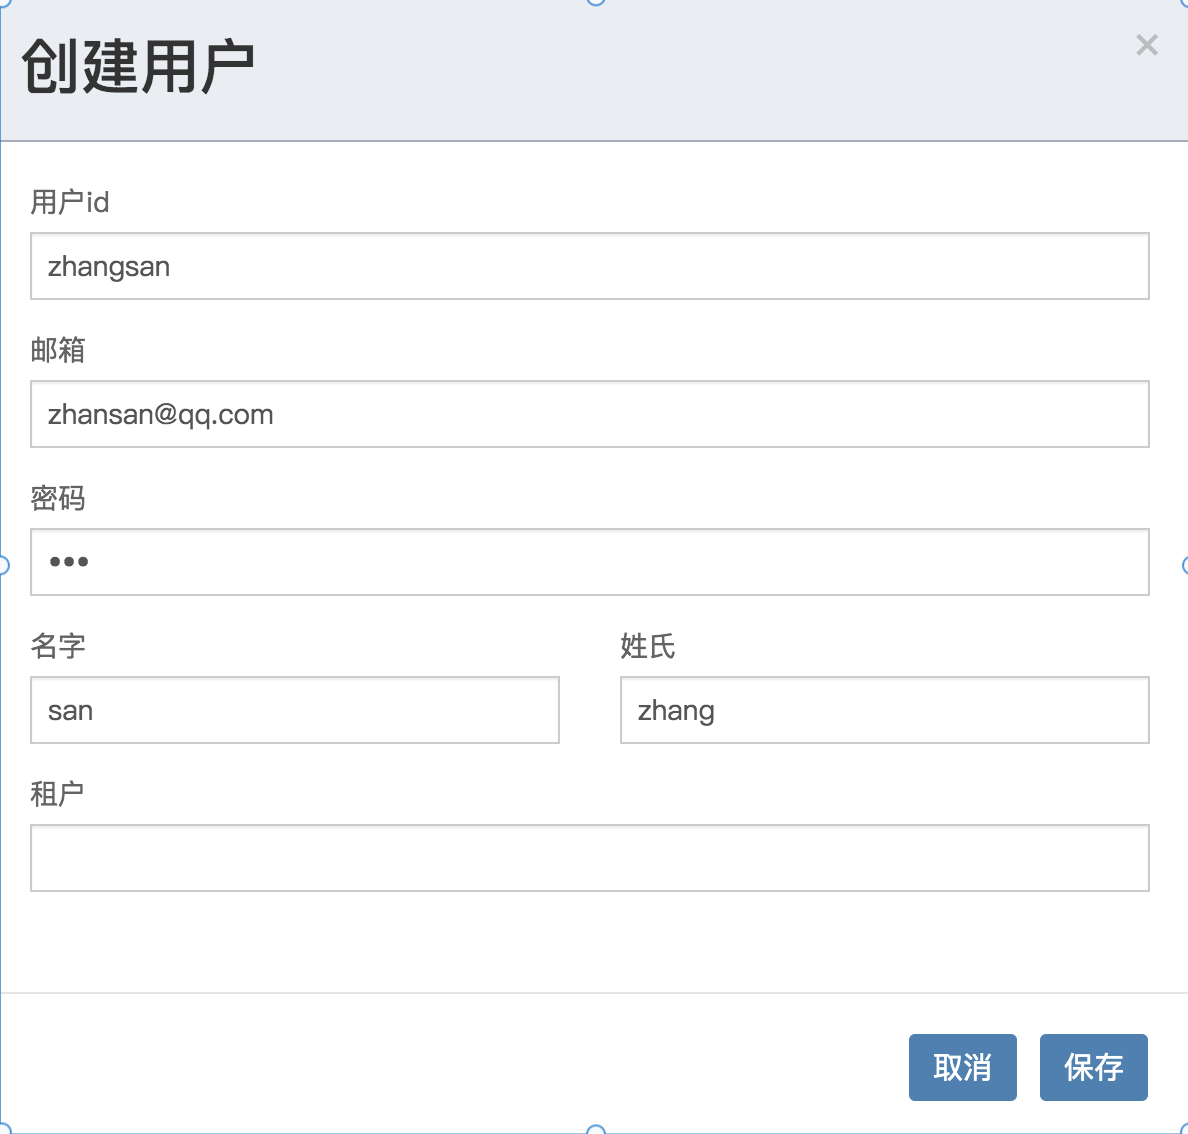 创建用户
×
用户id
zhangsan
邮箱
zhansan@qq.com
密码
•••
名字 姓氏
san zhang
租户
取消 保存